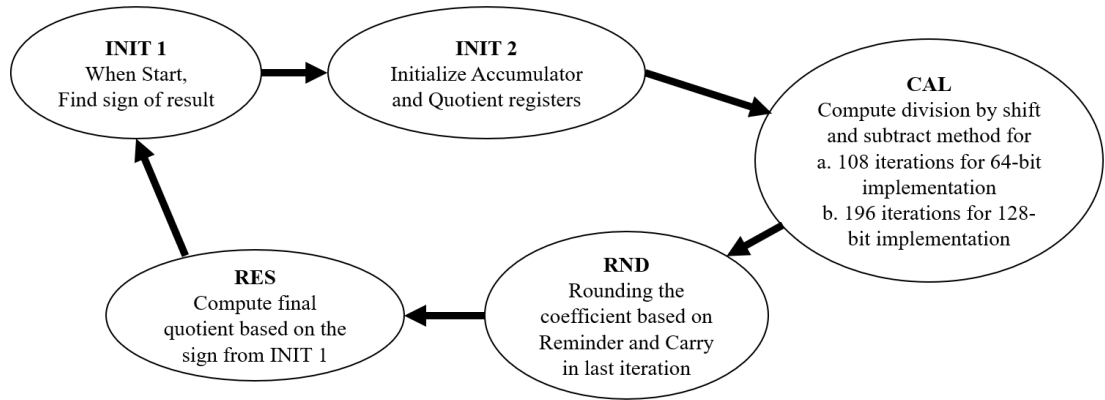 INIT 1
When Start,
Find sign of result
INIT 2
Initialize Accumulator
and Quotient registers
CAL
Compute division by shift
and subtract method for
a. 108 iterations for 64-bit
implementation
b. 196 iterations for 128-
bit implementation
RND
Rounding the
coefficient based on
Reminder and Carry
in last iteration
RES
Compute final
quotient based on the
sign from INIT 1